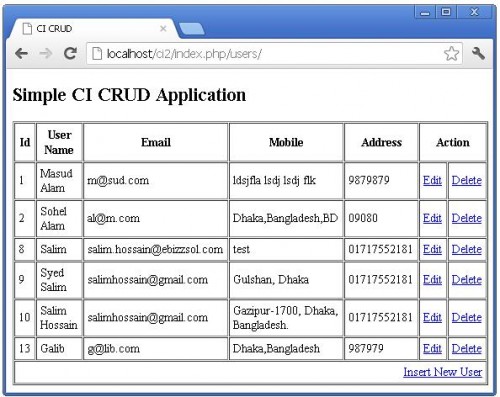 CI CRUD
localhost/ci2/index.php/users/
Simple CI CRUD Application
Id User Name Email Mobile Address Action
1 Masud Alam m@sud.com ldsjfla lsdj lsdj flk 9879879 Edit Delete
2 Sohel Alam al@m.com Dhaka,Bangladesh,BD 09080 Edit Delete
8 Salim salim.hossain@ebizzsol.com test 01717552181 Edit Delete
9 Syed Salim salimhossain@gmail.com Gulshan, Dhaka 01717552181 Edit Delete
10 Salim Hossain salimhossain@gmail.com Gazipur-1700, Dhaka, Bangladesh. 01717552181 Edit Delete
13 Galib g@lib.com Dhaka,Bangladesh 987979 Edit Delete
Insert New User